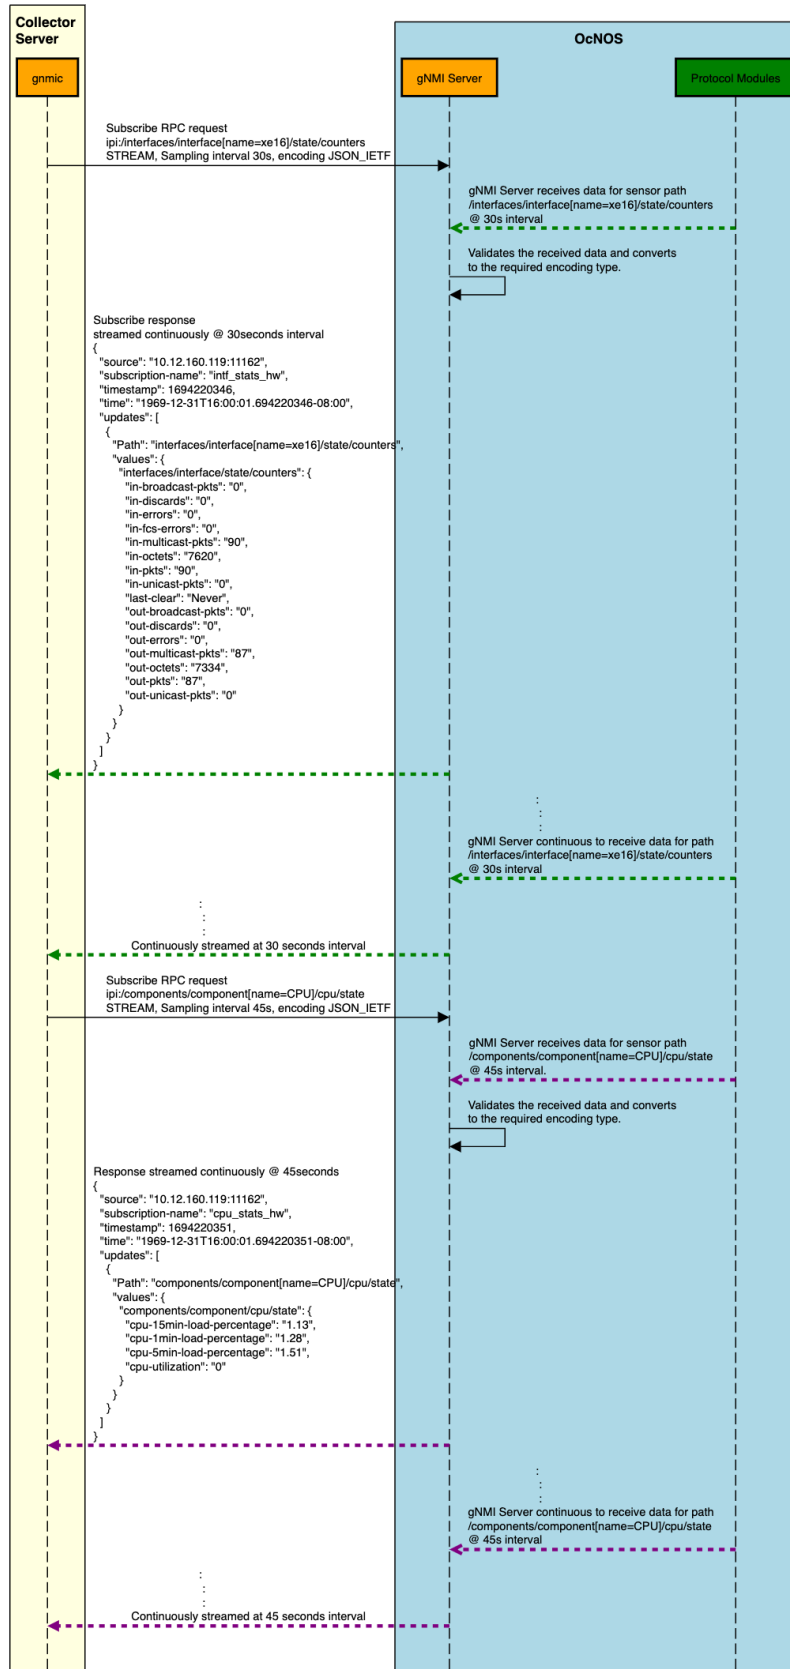 Collector
Server
OcNOS
gnmic
gNMI Server
Protocol Modules
Subscribe RPC request
ipi:/interfaces/interface[name=xe16]/state/counters
STREAM, Sampling interval 30s, encoding JSON_IETF
gNMI Server receives data for sensor path
/interfaces/interface[name=xe16]/state/counters
@ 30s interval
Validates the received data and converts
to the required encoding type.
Subscribe response
streamed continuously @ 30seconds interval
{
"source": "10.12.160.119:11162",
"subscription-name": "intf_stats_hw",
"timestamp": 1694220346,
"time": "1969-12-31T16:00:01.694220346-08:00",
"updates": [
{
"Path": "interfaces/interface[name=xe16]/state/counters",
"values": {
"interfaces/interface/state/counters": {
"in-broadcast-pkts": "0",
"in-discards": "0",
"in-errors": "0",
"in-fcs-errors": "0",
"in-multicast-pkts": "90",
"in-octets": "7620",
"in-pkts": "90",
"in-unicast-pkts": "0",
"last-clear": "Never",
"out-broadcast-pkts": "0",
"out-discards": "0",
"out-errors": "0",
"out-multicast-pkts": "87",
"out-octets": "7334",
"out-pkts": "87",
"out-unicast-pkts": "0"
}
}
}
]
}
:
:
:
gNMI Server continuous to receive data for path
/interfaces/interface[name=xe16]/state/counters
@ 30s interval
:
:
:
Continuously streamed at 30 seconds interval
Subscribe RPC request
ipi:/components/component[name=CPU]/cpu/state
STREAM, Sampling interval 45s, encoding JSON_IETF
gNMI Server receives data for sensor path
/components/component[name=CPU]/cpu/state
@ 45s interval.
Validates the received data and converts
to the required encoding type.
Response streamed continuously @ 45seconds
{
"source": "10.12.160.119:11162",
"subscription-name": "cpu_stats_hw",
"timestamp": 1694220351,
"time": "1969-12-31T16:00:01.694220351-08:00",
"updates": [
{
"Path": "components/component[name=CPU]/cpu/state",
"values": {
"components/component/cpu/state": {
"cpu-15min-load-percentage": "1.13",
"cpu-1min-load-percentage": "1.28",
"cpu-5min-load-percentage": "1.51",
"cpu-utilization": "0"
}
}
}
]
}
:
:
:
gNMI Server continuous to receive data for path
/components/component[name=CPU]/cpu/state
@ 45s interval
:
:
:
Continuously streamed at 45 seconds interval